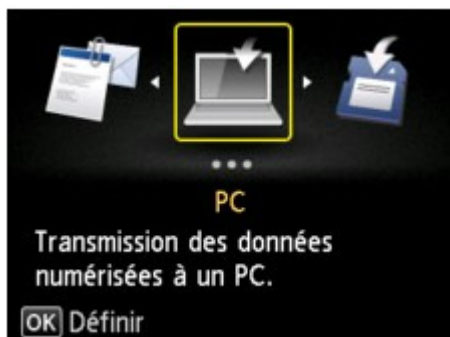 PC
Transmission des données
numérisées à un PC.
OK Définir